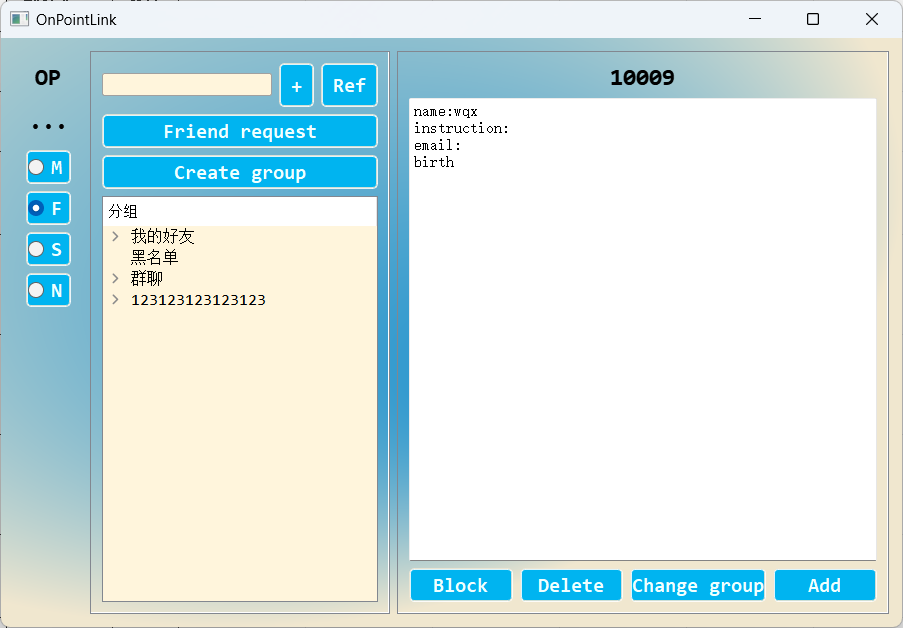 OnPointLink
OP
...
M
F
S
N
+
Ref
Friend request
Create group
分组
我的好友
黑名单
群聊
123123123123123
10009
name:wqx
instruction:
email:
birth
Block
Delete
Change group
Add